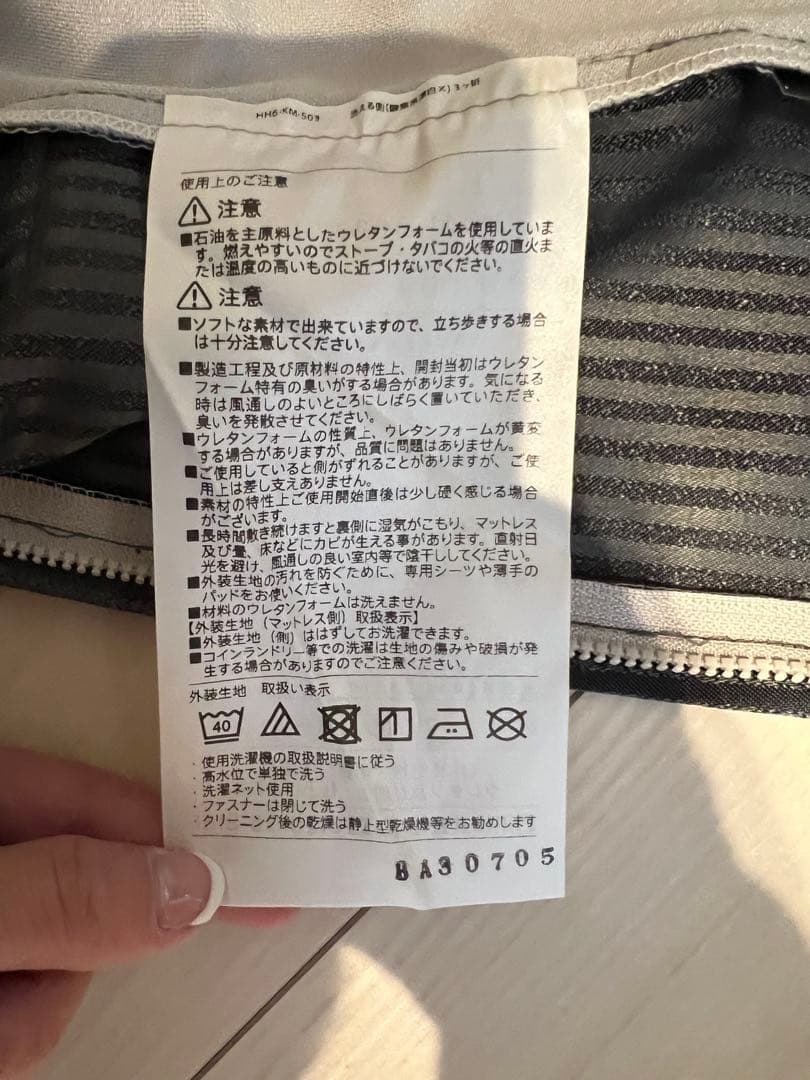 HH6-KM-503 洗える側(酸素系漂白×)3ヶ折
使用上のご注意
注意
■石油を主原料としたウレタンフォームを使用していま
す。燃えやすいのでストーブ・タバコの火等の直火ま
たは温度の高いものに近づけないでください。
注意
■ソフトな素材で出来ていますので、立ち歩きする場合
は十分注意してください。
■製造工程及び原材料の特性上、開封当初はウレタン
フォーム特有の臭いがする場合があります。気になる
時は風通しのよいところにしばらく置いていただき、
臭いを発散させてください。
■ウレタンフォームの性質上、ウレタンフォームが黄変
する場合がありますが、品質に問題はありません。
■ご使用していると側がずれることがありますが、ご使
用上は差し支えありません。
■素材の特性上ご使用開始直後は少し硬く感じる場合
がございます。
■長時間敷き続けますと裏側に湿気がこもり、マットレス
及び畳、床などにカビが生える事があります。直射日
光を避け、風通しの良い室内等で陰干ししてください。
■外装生地の汚れを防ぐために、専用シーツや薄手の
パッドをお使いください。
■材料のウレタンフォームは洗えません。
【外装生地（マットレス側）取扱表示】
■外装生地（側）ははずしてお洗濯できます。
■コインランドリー等での洗濯は生地の傷みや破損が発
生する場合がありますのでご注意ください。
外装生地 取扱い表示
40
・使用洗濯機の取扱説明書に従う
・高水位で単独で洗う
・洗濯ネット使用
・ファスナーは閉じて洗う
・クリーニング後の乾燥は静止型乾燥機等をお勧めします
BA30705